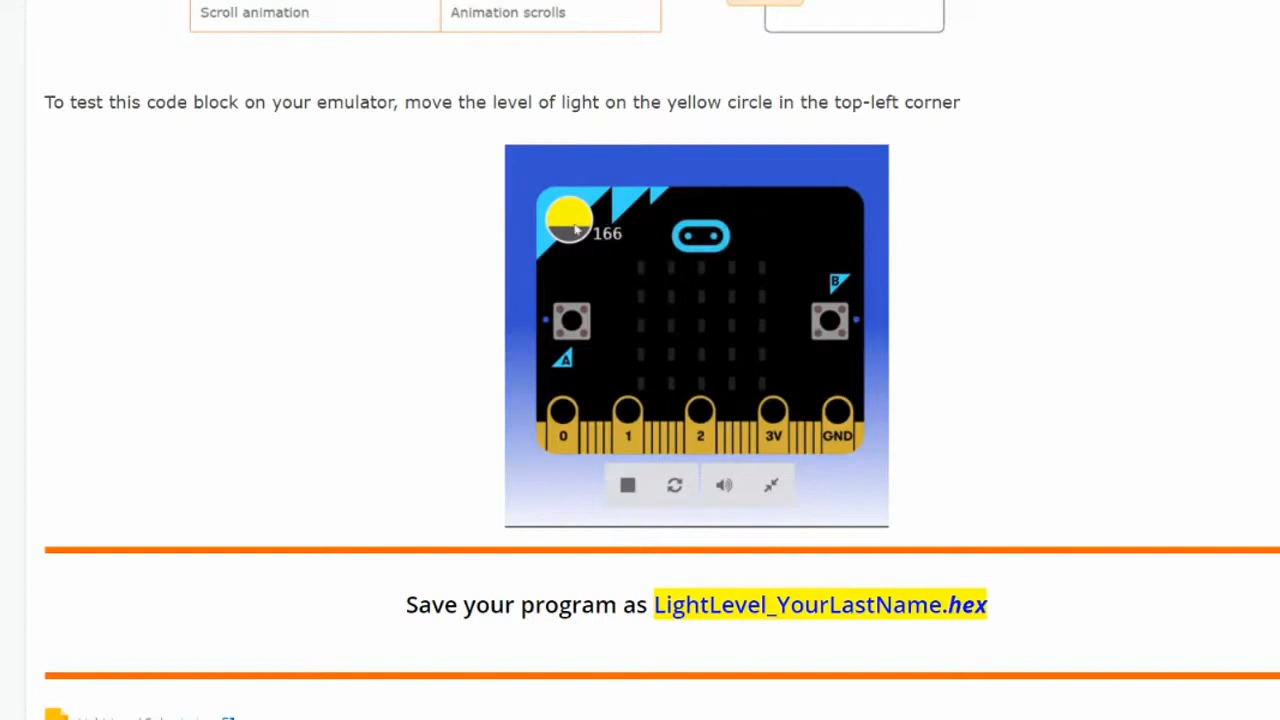 Scroll animation
Animation scrolls
To test this code block on your emulator, move the level of light on the yellow circle in the top-left corner
166
B
A
0 1 2 3V GND
Save your program as LightLevel_YourLastName.hex